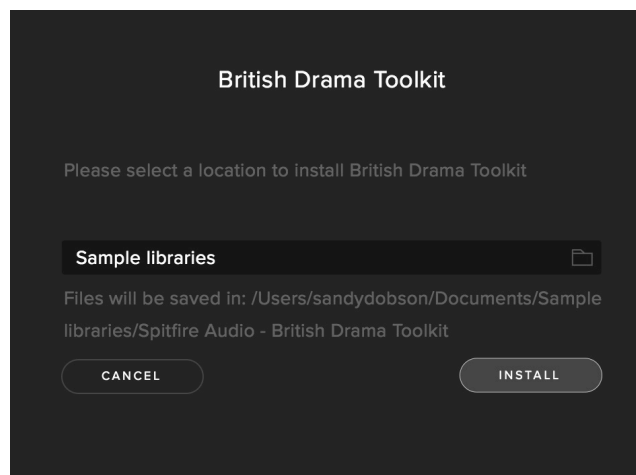 British Drama Toolkit
Please select a location to install British Drama Toolkit
Sample libraries
Files will be saved in: /Users/sandydobson/Documents/Sample
libraries/Spitfire Audio - British Drama Toolkit
CANCEL
INSTALL